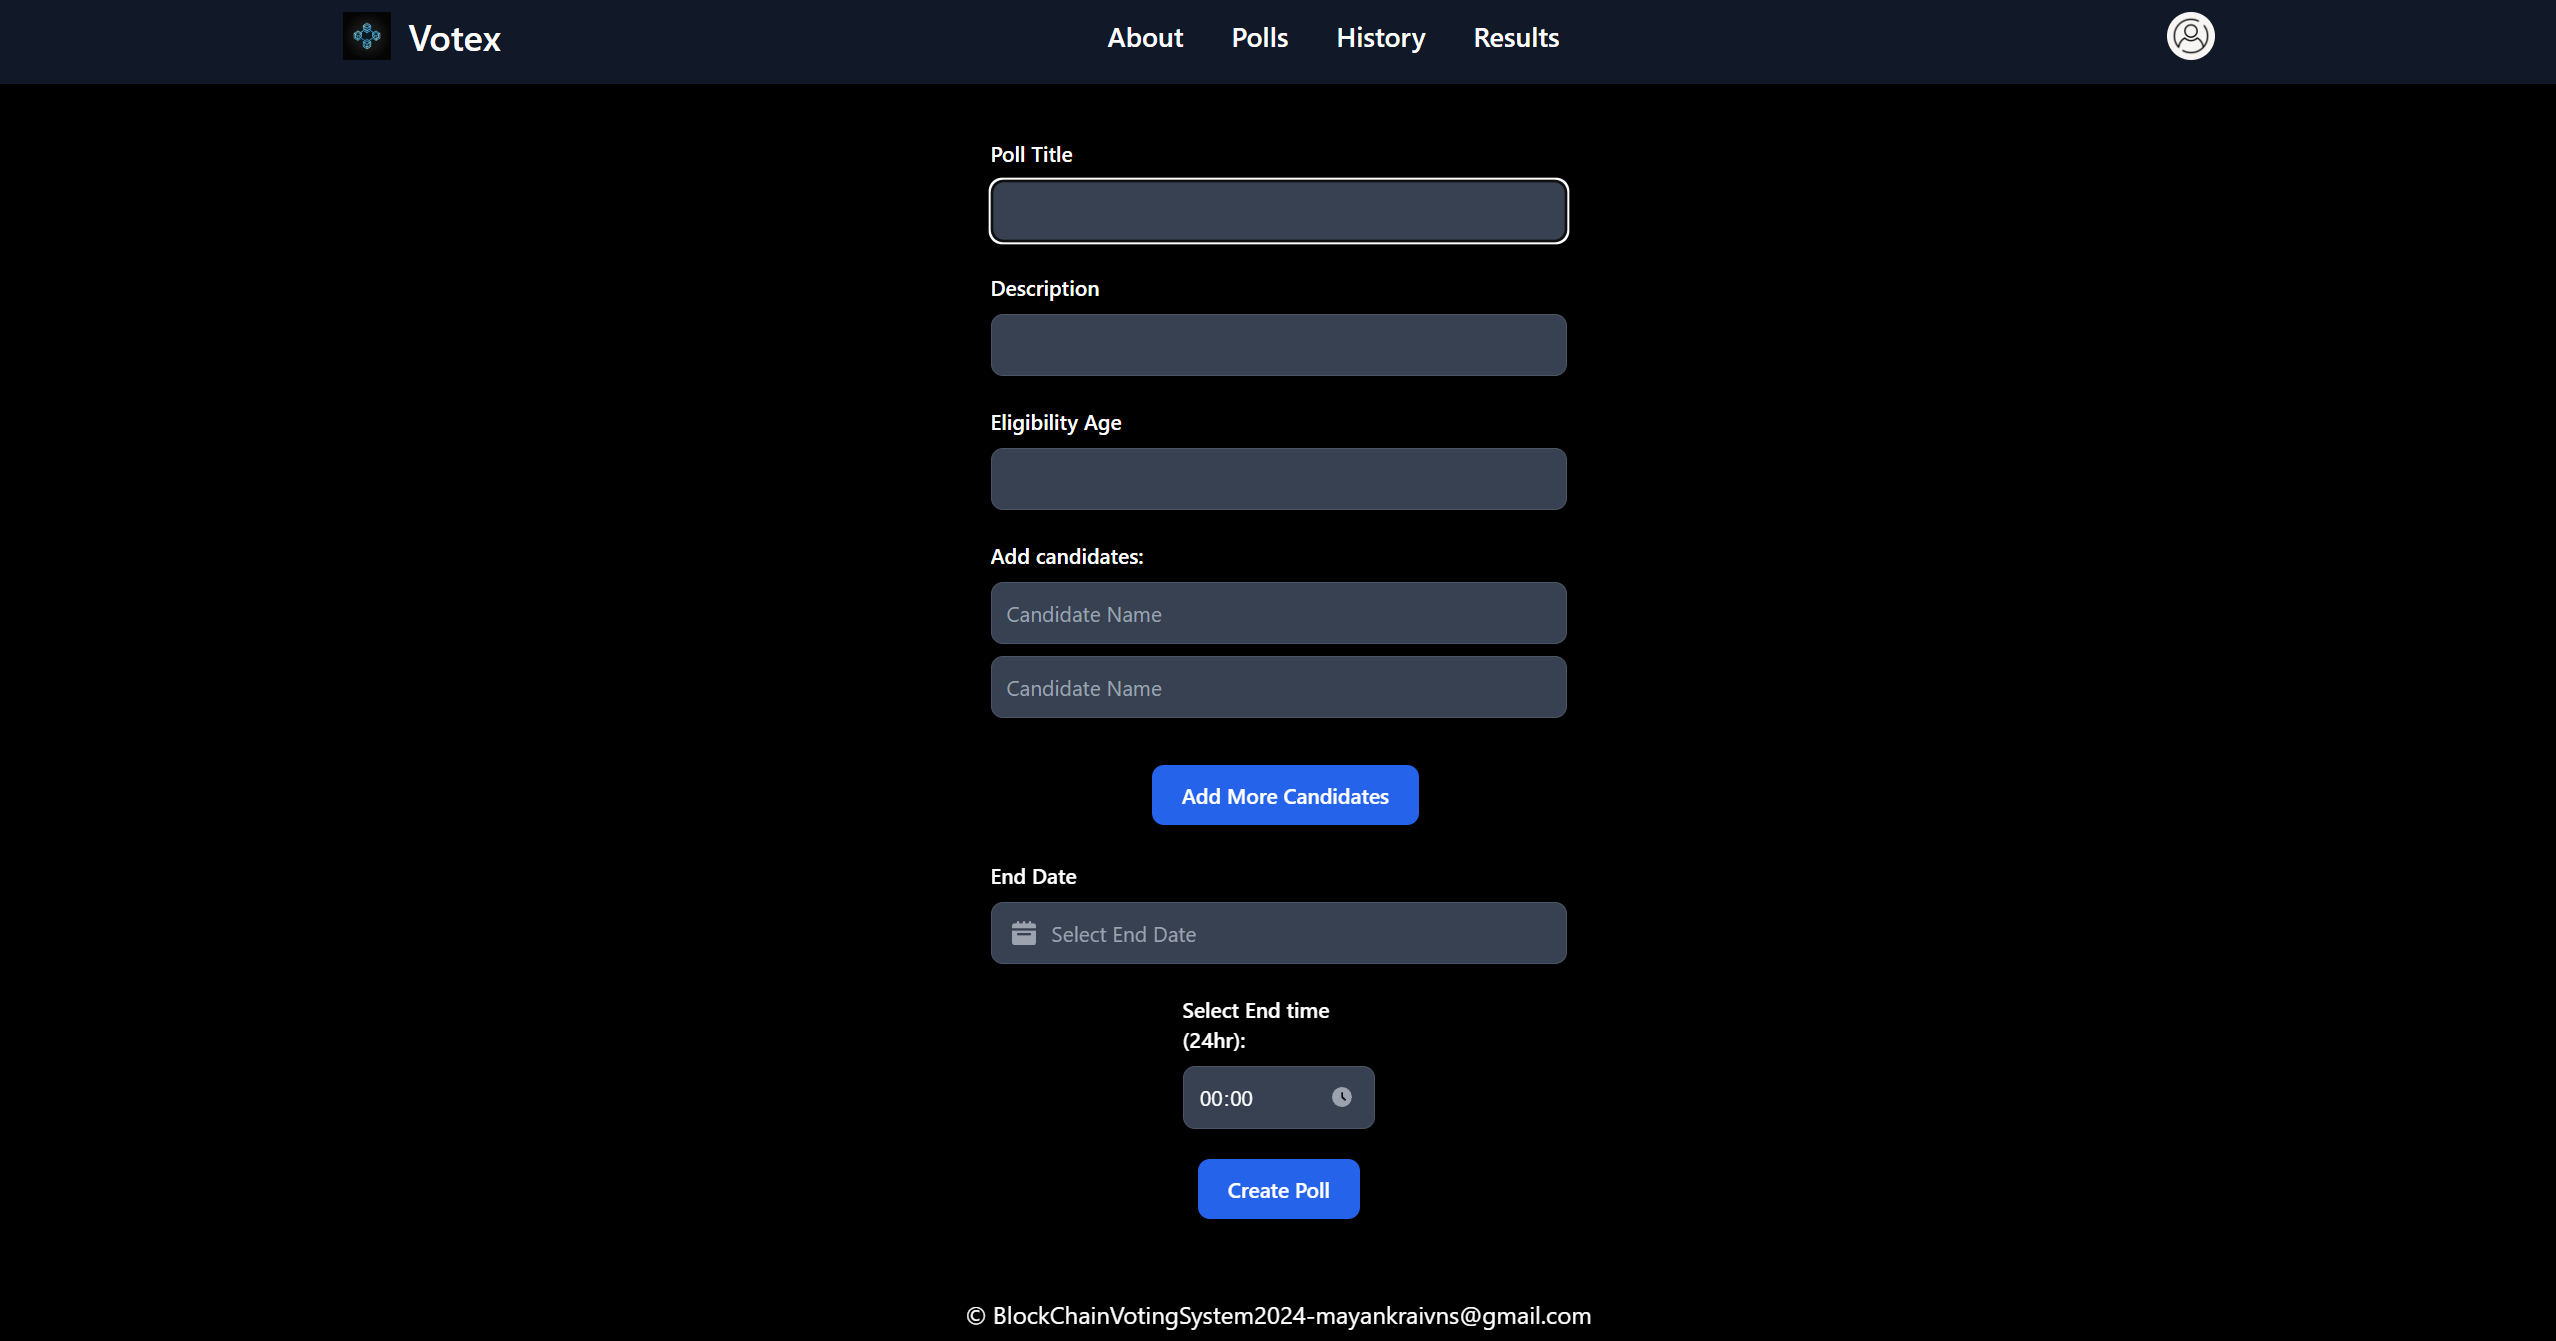 Votex
About
Polls
History
Results
Poll Title
Description
Eligibility Age
Add candidates:
Candidate Name
Candidate Name
Add More Candidates
End Date
Select End Date
Select End time
(24hr):
00:00
Create Poll
© BlockChainVotingSystem2024-mayankraivns@gmail.com